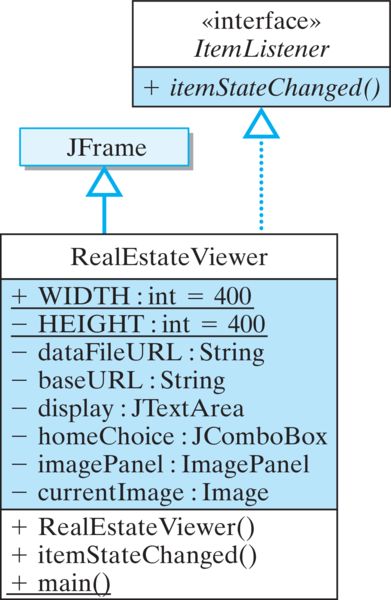 «interface»
ItemListener
+ itemStateChanged()
JFrame
RealEstateViewer
+ WIDTH : int = 400
− HEIGHT : int = 400
− dataFileURL : String
− baseURL : String
− display : JTextArea
− homeChoice : JComboBox
− imagePanel : ImagePanel
− currentImage : Image
+ RealEstateViewer()
+ itemStateChanged()
+ main()